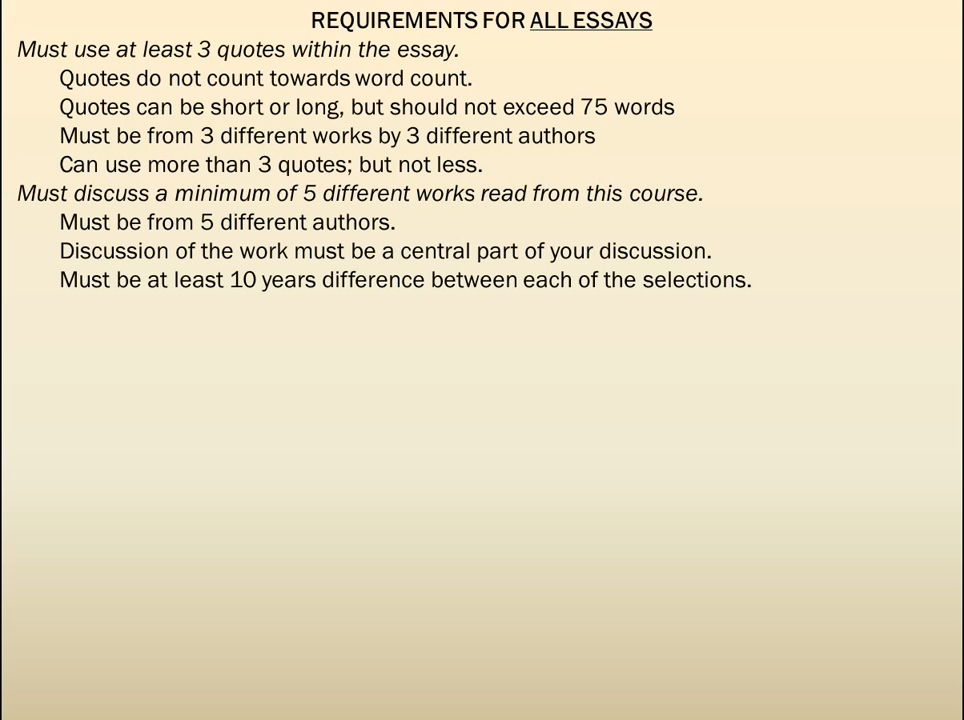 REQUIREMENTS FOR ALL ESSAYS
Must use at least 3 quotes within the essay.
Quotes do not count towards word count.
Quotes can be short or long, but should not exceed 75 words
Must be from 3 different works by 3 different authors
Can use more than 3 quotes; but not less.
Must discuss a minimum of 5 different works read from this course.
Must be from 5 different authors.
Discussion of the work must be a central part of your discussion.
Must be at least 10 years difference between each of the selections.